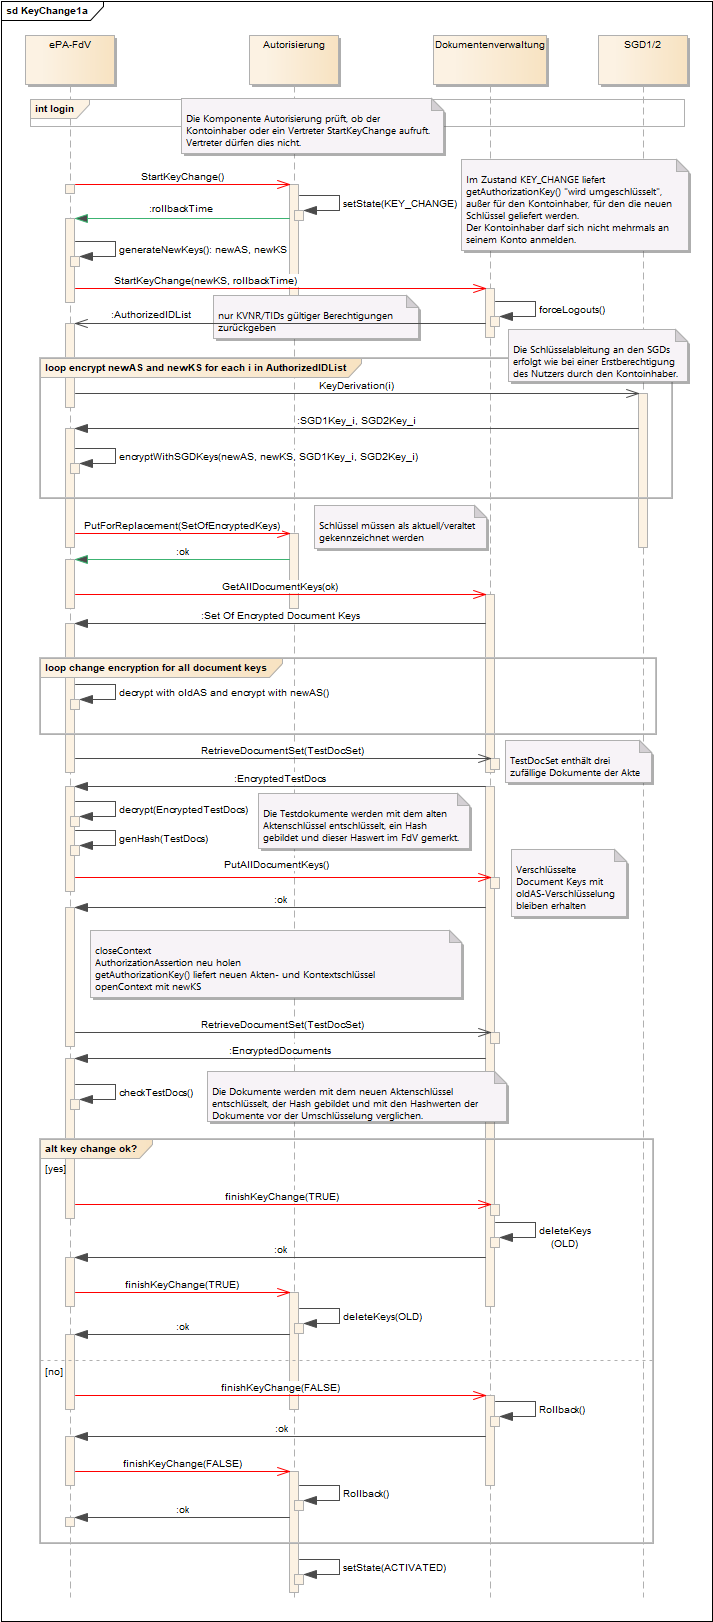 sd KeyChange1a
ePA-FdV
Autorisierung
Dokumentenverwaltung
SGD1/2
int login
Die Komponente Autorisierung prüft, ob der
Kontoinhaber oder ein Vertreter StartKeyChange aufruft.
Vertreter dürfen dies nicht.
StartKeyChange()
setState(KEY_CHANGE)
:rollbackTime
Im Zustand KEY_CHANGE liefert
getAuthorizationKey() "wird umgeschlüsselt",
außer für den Kontoinhaber, für den die neuen
Schlüssel geliefert werden.
Der Kontoinhaber darf sich nicht mehrmals an
seinem Konto anmelden.
generateNewKeys(): newAS, newKS
StartKeyChange(newKS, rollbackTime)
forceLogouts()
:AuthorizedIDList
nur KVNR/TIDs gültiger Berechtigungen
zurückgeben
Die Schlüsselableitung an den SGDs
erfolgt wie bei einer Erstberechtigung
des Nutzers durch den Kontoinhaber.
loop encrypt newAS and newKS for each i in AuthorizedIDList
KeyDerivation(i)
:SGD1Key_i, SGD2Key_i
encryptWithSGDKeys(newAS, newKS, SGD1Key_i, SGD2Key_i)
PutForReplacement(SetOfEncryptedKeys)
Schlüssel müssen als aktuell/veraltet
gekennzeichnet werden
:ok
GetAllDocumentKeys(ok)
:Set Of Encrypted Document Keys
loop change encryption for all document keys
decrypt with oldAS and encrypt with newAS()
RetrieveDocumentSet(TestDocSet)
TestDocSet enthält drei
zufällige Dokumente der Akte
:EncryptedTestDocs
decrypt(EncryptedTestDocs)
genHash(TestDocs)
Die Testdokumente werden mit dem alten
Aktenschlüssel entschlüsselt, ein Hash
gebildet und dieser Haswert im FdV gemerkt.
PutAllDocumentKeys()
Verschlüsselte
Document Keys mit
oldAS-Verschlüsselung
bleiben erhalten
:ok
closeContext
AuthorizationAssertion neu holen
getAuthorizationKey() liefert neuen Akten- und Kontextschlüssel
openContext mit newKS
RetrieveDocumentSet(TestDocSet)
:EncryptedDocuments
checkTestDocs()
Die Dokumente werden mit dem neuen Aktenschlüssel
entschlüsselt, der Hash gebildet und mit den Hashwerten der
Dokumente vor der Umschlüsselung verglichen.
alt key change ok?
[yes]
finishKeyChange(TRUE)
deleteKeys
(OLD)
:ok
finishKeyChange(TRUE)
deleteKeys(OLD)
:ok
[no]
finishKeyChange(FALSE)
Rollback()
:ok
finishKeyChange(FALSE)
Rollback()
:ok
setState(ACTIVATED)